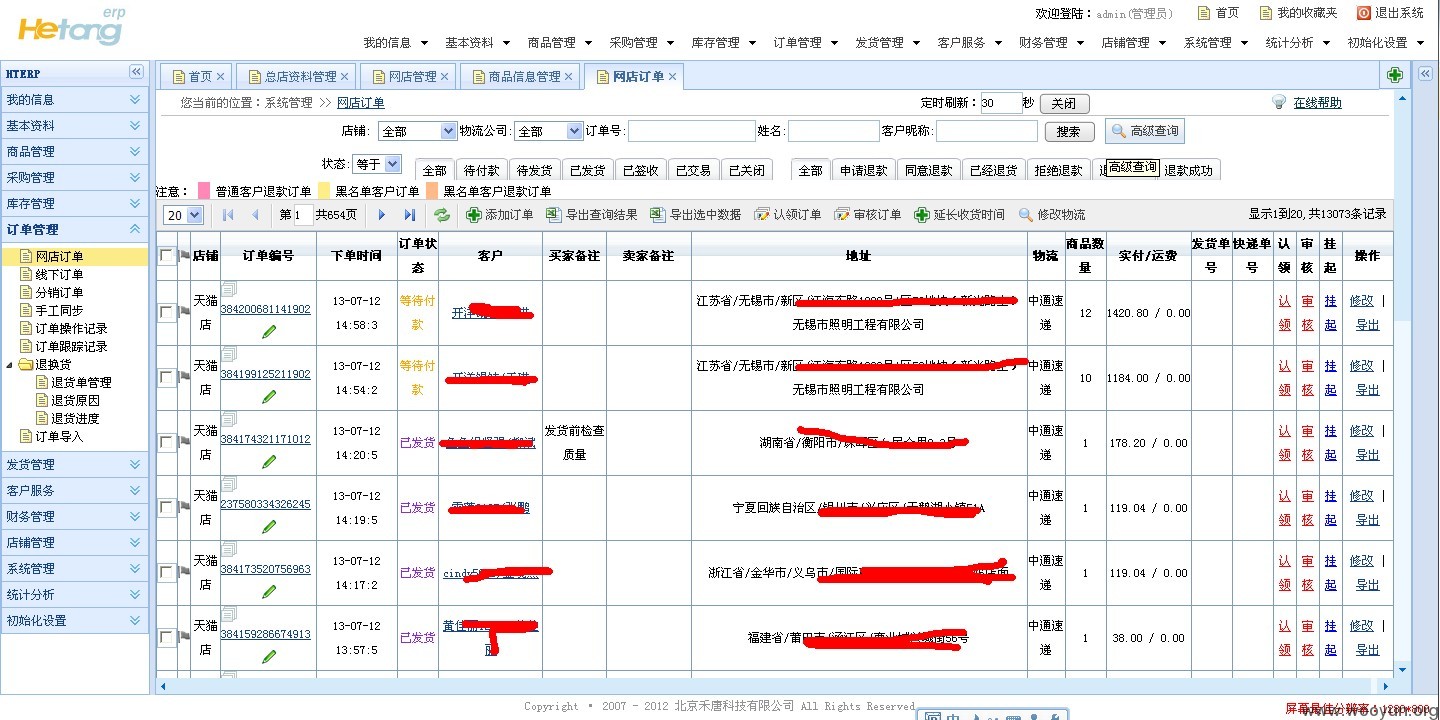 erp
Hetang
欢迎登陆：admin(管理员) 首页 我的收藏夹 退出系统
我的信息 基本资料 商品管理 采购管理 库存管理 订单管理 发货管理 客户服务 财务管理 店铺管理 系统管理 统计分析 初始化设置
HTERP
我的信息
基本资料
商品管理
采购管理
库存管理
订单管理
网店订单
线下订单
分销订单
手工同步
订单操作记录
订单跟踪记录
退换货
退货单管理
退货原因
退货进度
订单导入
发货管理
客户服务
财务管理
店铺管理
系统管理
统计分析
初始化设置
首页 × 总店资料管理 × 网店管理 × 商品信息管理 × 网店订单 ×
您当前的位置：系统管理 >> 网店订单 定时刷新：30 秒 关闭 在线帮助
店铺: 全部 物流公司: 全部 订单号: 姓名: 客户昵称: 搜索 高级查询
状态: 等于 全部 待付款 待发货 已发货 已签收 已交易 已关闭 全部 申请退款 同意退款 已经退货 拒绝退款 高级查询 退款成功
注意： 普通客户退款订单 黑名单客户订单 黑名单客户退款订单
20 第 1 共654页 添加订单 导出查询结果 导出选中数据 认领订单 审核订单 延长收货时间 修改物流 显示1到20, 共13073条记录
店铺 订单编号 下单时间 订单状态 客户 买家备注 卖家备注 地址 物流 商品数量 实付/运费 发货单号 快递单号 认领 审核 挂起 操作
天猫店 384200681141902 13-07-12 14:58:3 等待付款 江苏省/无锡市/新区 无锡市照明工程有限公司 中通速递 12 1420.80 / 0.00 认领 审核 挂起 修改 | 导出
天猫店 384199125211902 13-07-12 14:54:2 等待付款 江苏省/无锡市/新区 无锡市照明工程有限公司 中通速递 10 1184.00 / 0.00 认领 审核 挂起 修改 | 导出
天猫店 384174321171012 13-07-12 14:20:5 已发货 发货前检查质量 湖南省/衡阳市/ 中通速递 1 178.20 / 0.00 认领 审核 挂起 修改 | 导出
天猫店 237580334326245 13-07-12 14:19:5 已发货 宁夏回族自治区/ 中通速递 1 119.04 / 0.00 认领 审核 挂起 修改 | 导出
天猫店 384173520756963 13-07-12 14:17:2 已发货 cindy 浙江省/金华市/义乌市/国际 中通速递 1 119.04 / 0.00 认领 审核 挂起 修改 | 导出
天猫店 384159286674913 13-07-12 13:57:5 已发货 黄佳 福建省/莆田市 56号 中通速递 1 38.00 / 0.00 认领 审核 挂起 修改 | 导出
Copyright • 2007 - 2012 北京禾唐科技有限公司 All Rights Reserved
屏幕最佳分辨率：1280*800
www.wooyun.org